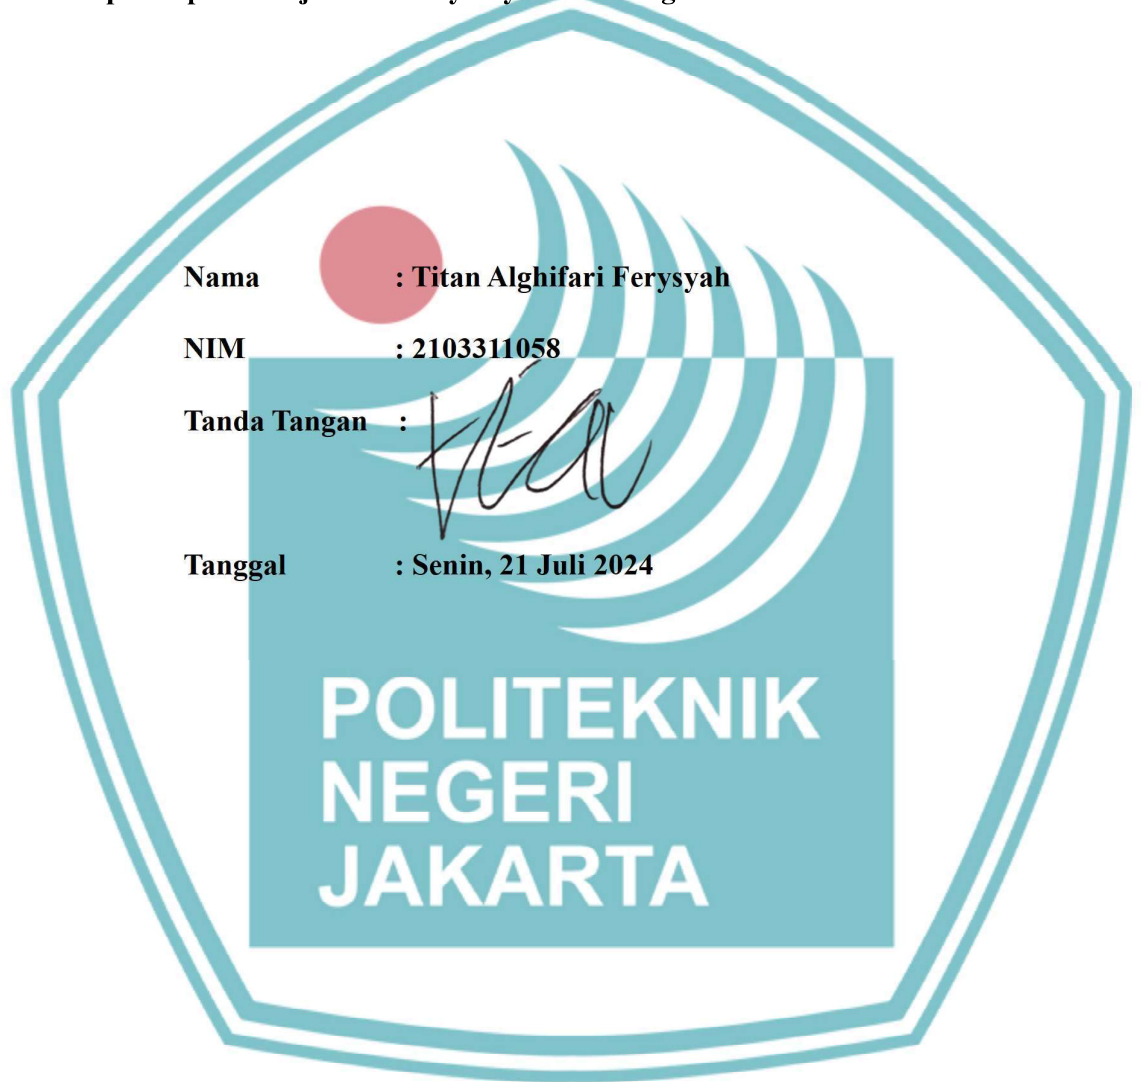 Nama : Titan Alghifari Ferysyah
NIM : 2103311058
Tanda Tangan :
Tanggal : Senin, 21 Juli 2024
POLITEKNIK
NEGERI
JAKARTA